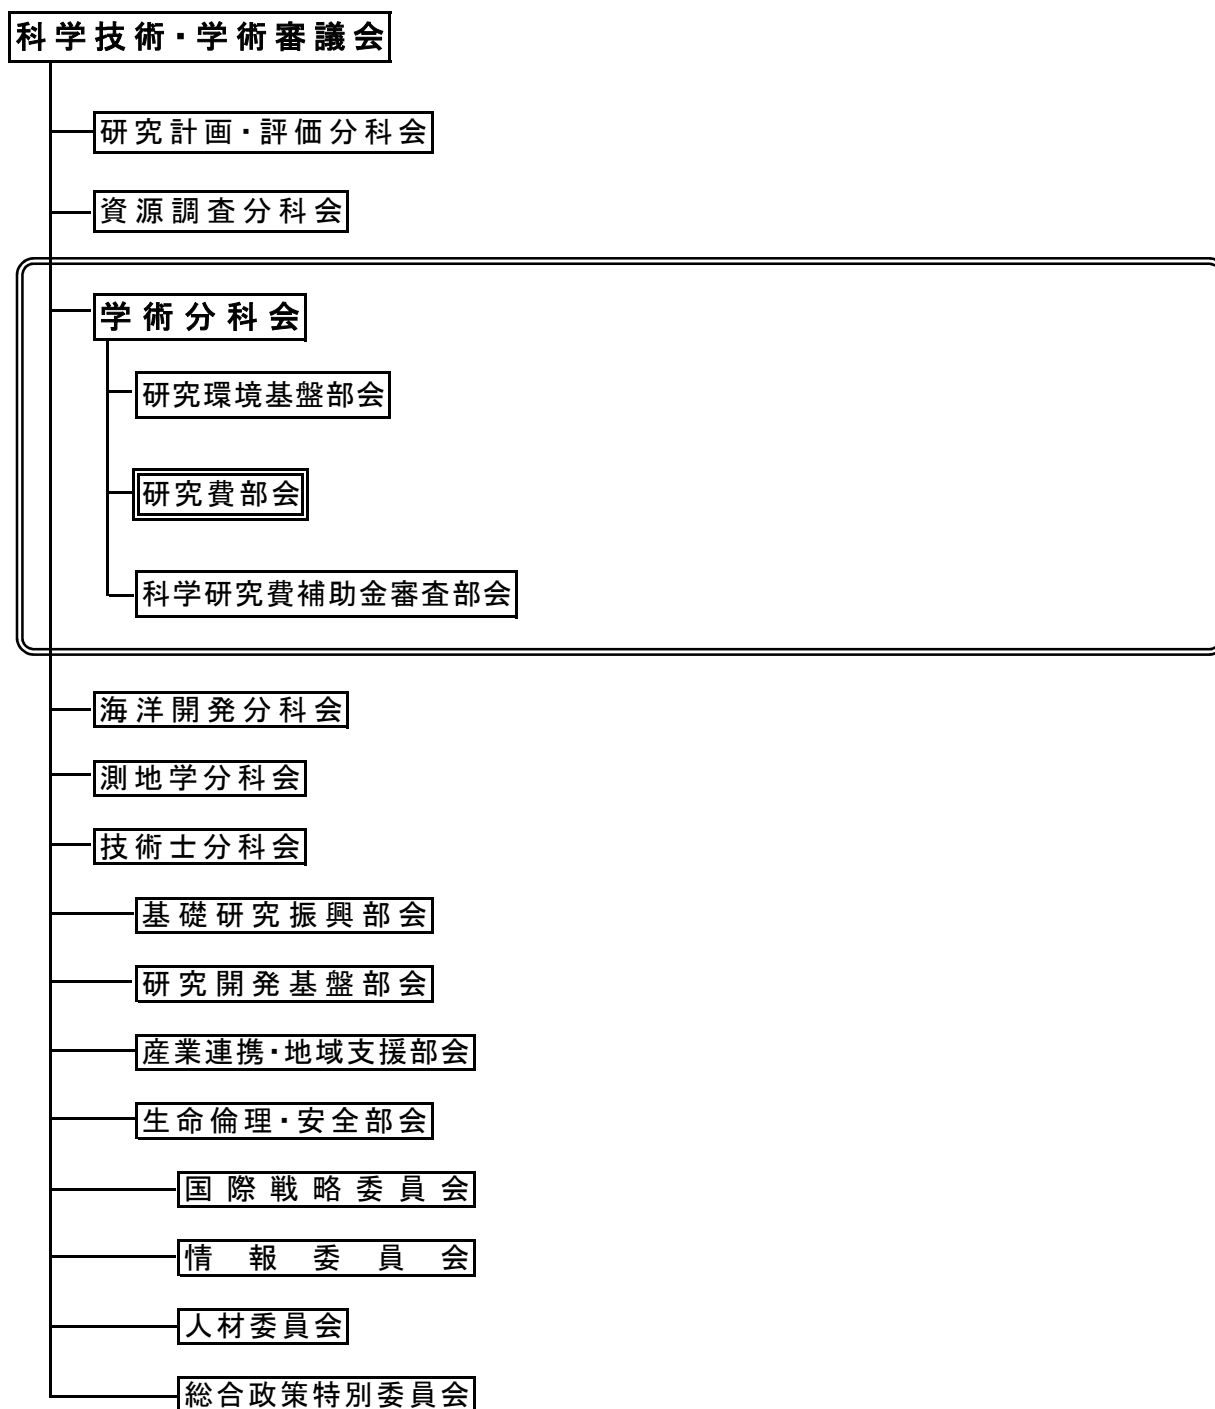 科学技術・学術審議会
研究計画・評価分科会
資源調査分科会
学術分科会
研究環境基盤部会
研究費部会
科学研究費補助金審査部会
海洋開発分科会
測地学分科会
技術士分科会
基礎研究振興部会
研究開発基盤部会
産業連携・地域支援部会
生命倫理・安全部会
国際戦略委員会
情報委員会
人材委員会
総合政策特別委員会